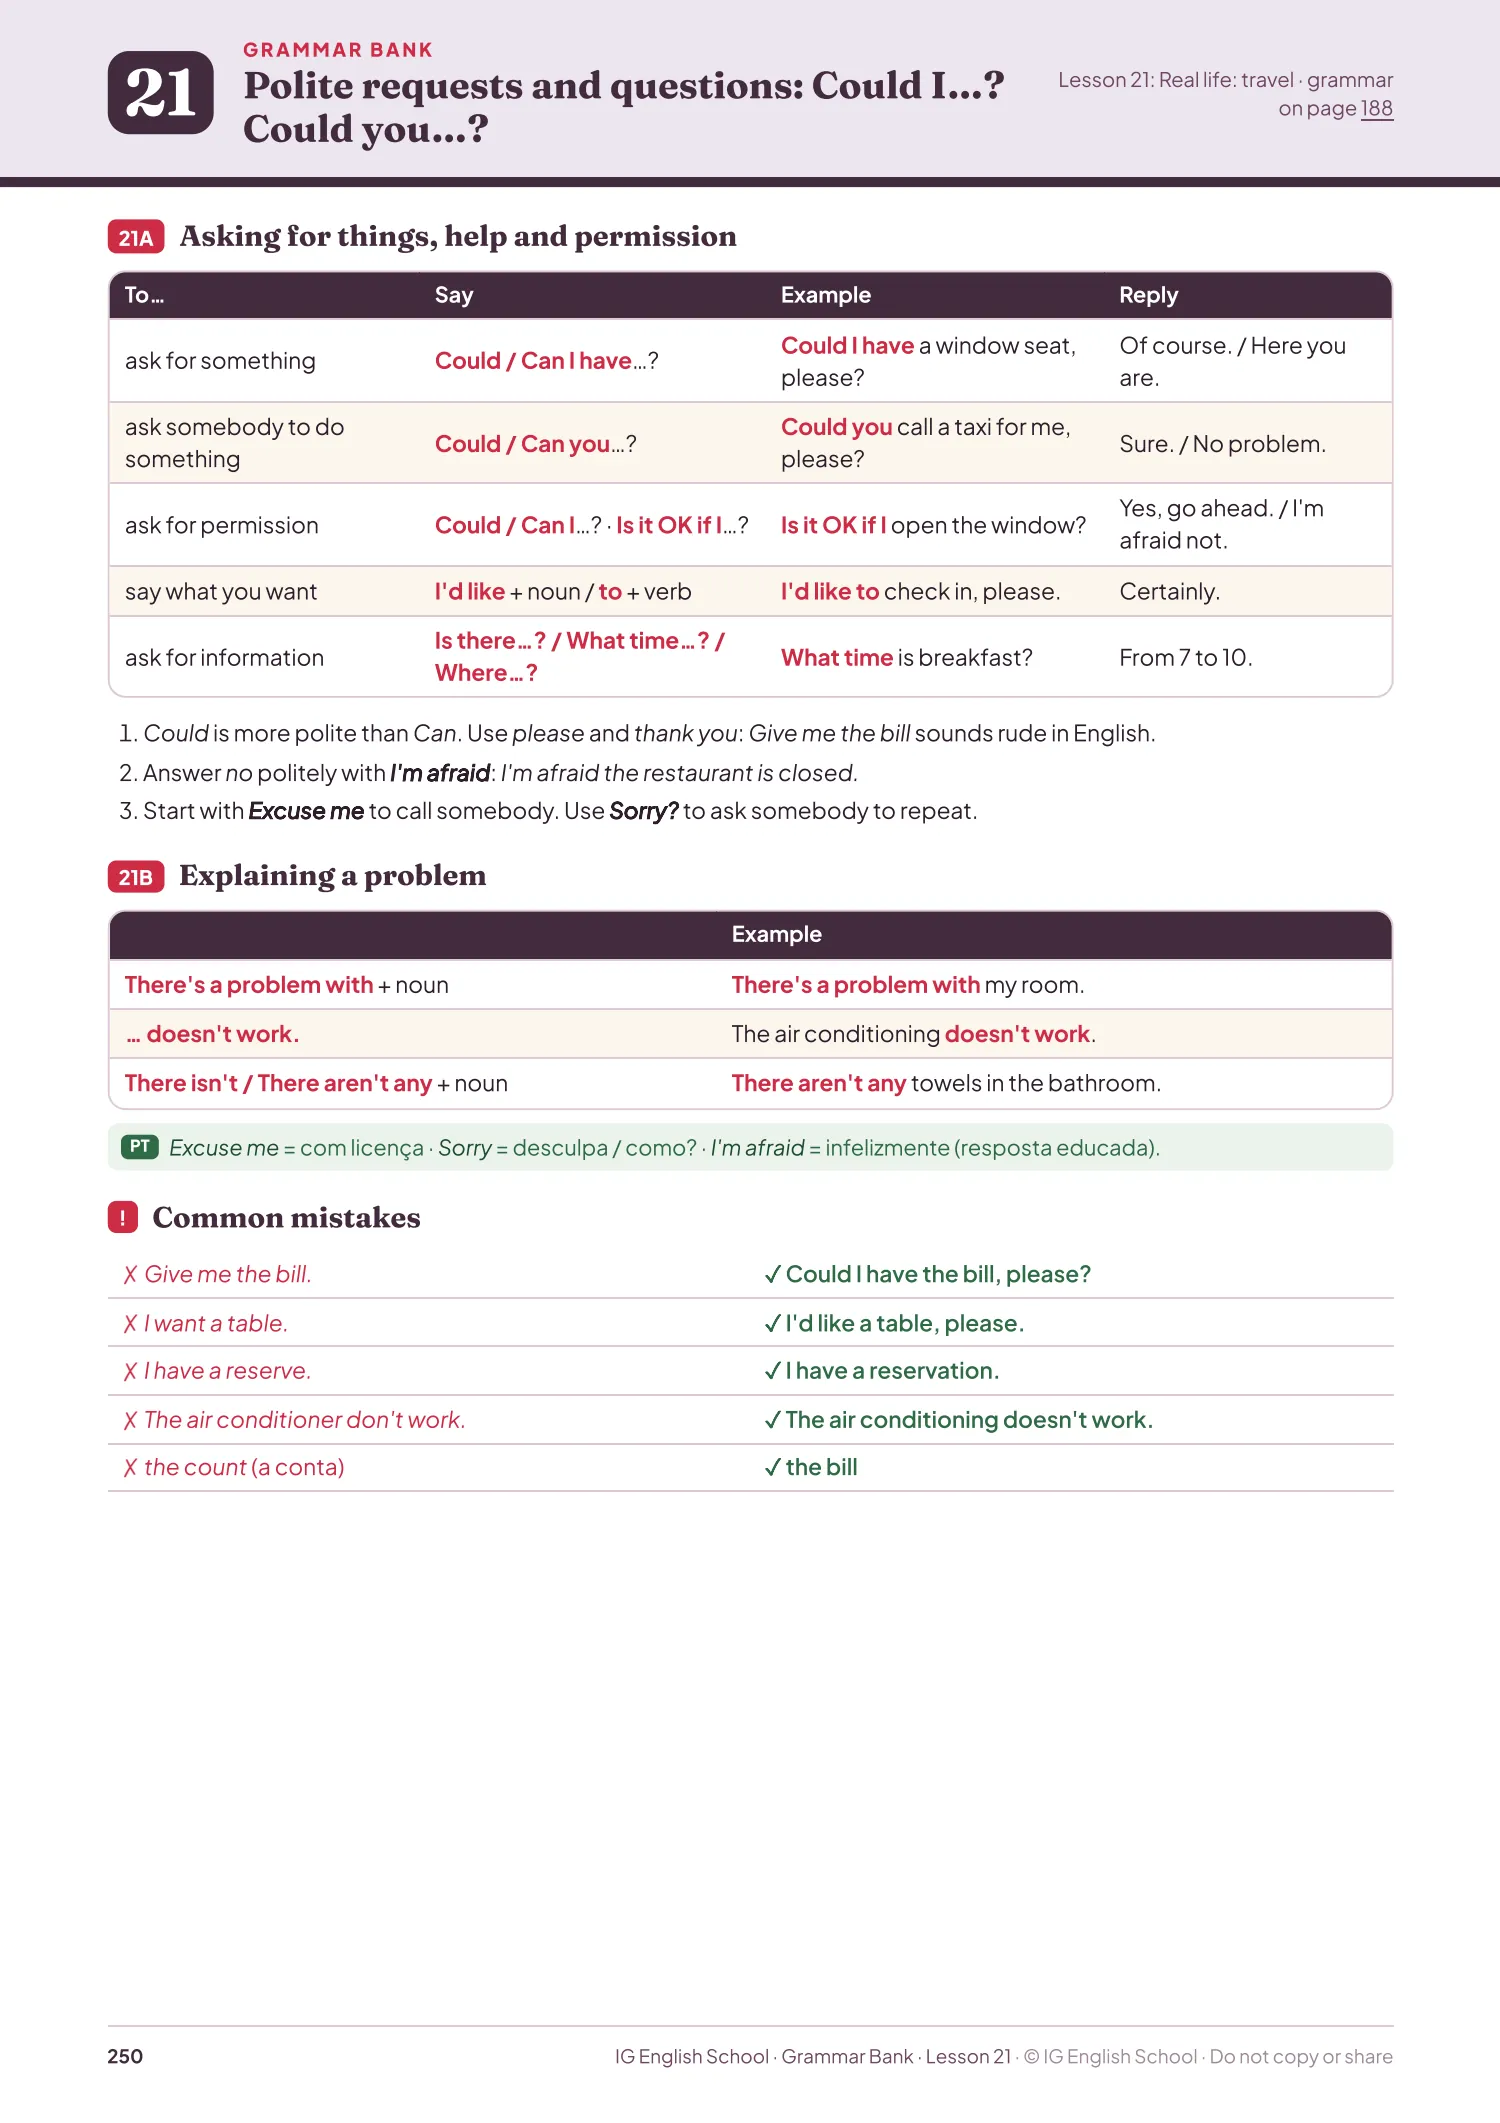 21
GRAMMAR BANK
Polite requests and questions: Could I...?
Could you...?
Lesson 21: Real life: travel · grammar
on page 188
21A Asking for things, help and permission
To... Say Example Reply
ask for something Could / Can I have...? Could I have a window seat, please? Of course. / Here you are.
ask somebody to do something Could / Can you...? Could you call a taxi for me, please? Sure. / No problem.
ask for permission Could / Can I...? · Is it OK if I...? Is it OK if I open the window? Yes, go ahead. / I'm afraid not.
say what you want I'd like + noun / to + verb I'd like to check in, please. Certainly.
ask for information Is there...? / What time...? / Where...? What time is breakfast? From 7 to 10.
1. Could is more polite than Can. Use please and thank you: Give me the bill sounds rude in English.
2. Answer no politely with I'm afraid: I'm afraid the restaurant is closed.
3. Start with Excuse me to call somebody. Use Sorry? to ask somebody to repeat.
21B Explaining a problem
Example
There's a problem with + noun There's a problem with my room.
... doesn't work. The air conditioning doesn't work.
There isn't / There aren't any + noun There aren't any towels in the bathroom.
PT Excuse me = com licença · Sorry = desculpa / como? · I'm afraid = infelizmente (resposta educada).
! Common mistakes
✗ Give me the bill. ✓ Could I have the bill, please?
✗ I want a table. ✓ I'd like a table, please.
✗ I have a reserve. ✓ I have a reservation.
✗ The air conditioner don't work. ✓ The air conditioning doesn't work.
✗ the count (a conta) ✓ the bill
250 IG English School · Grammar Bank · Lesson 21 · © IG English School · Do not copy or share